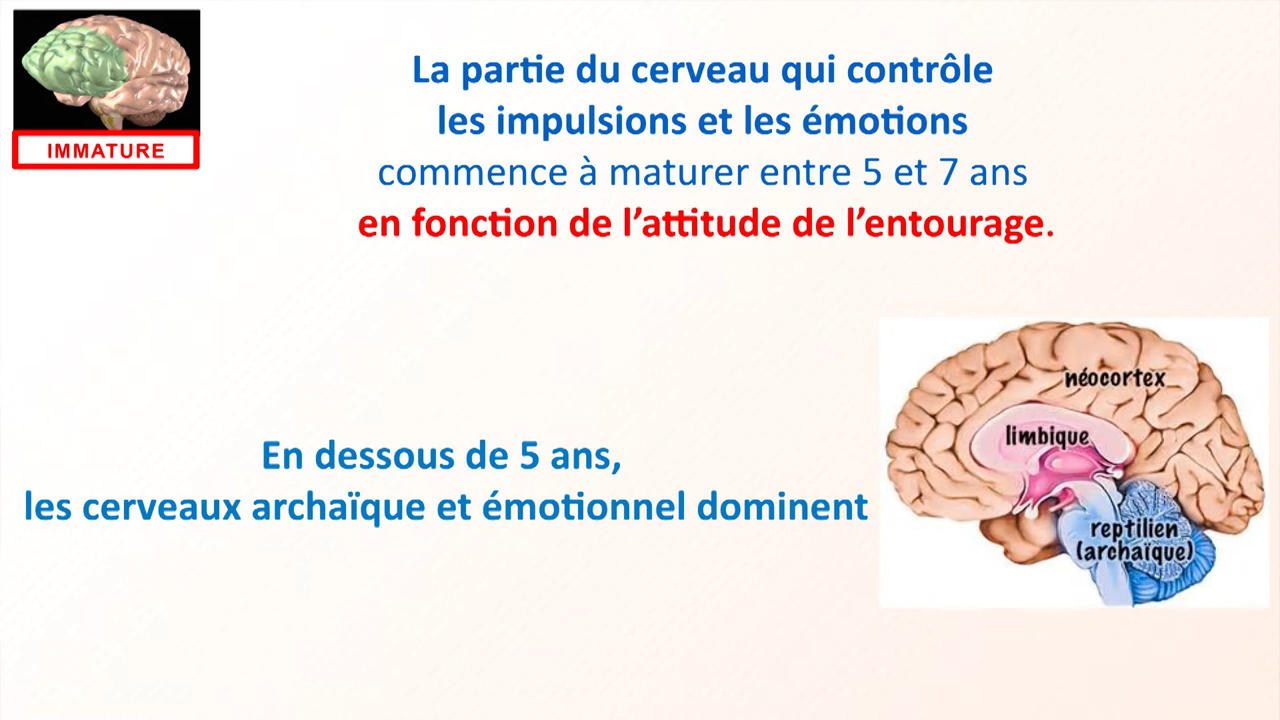 IMMATURE
La partie du cerveau qui contrôle
les impulsions et les émotions
commence à maturer entre 5 et 7 ans
en fonction de l’attitude de l’entourage.
néocortex
limbique
En dessous de 5 ans,
les cerveaux archaïque et émotionnel dominent
reptilien
(archaïque)